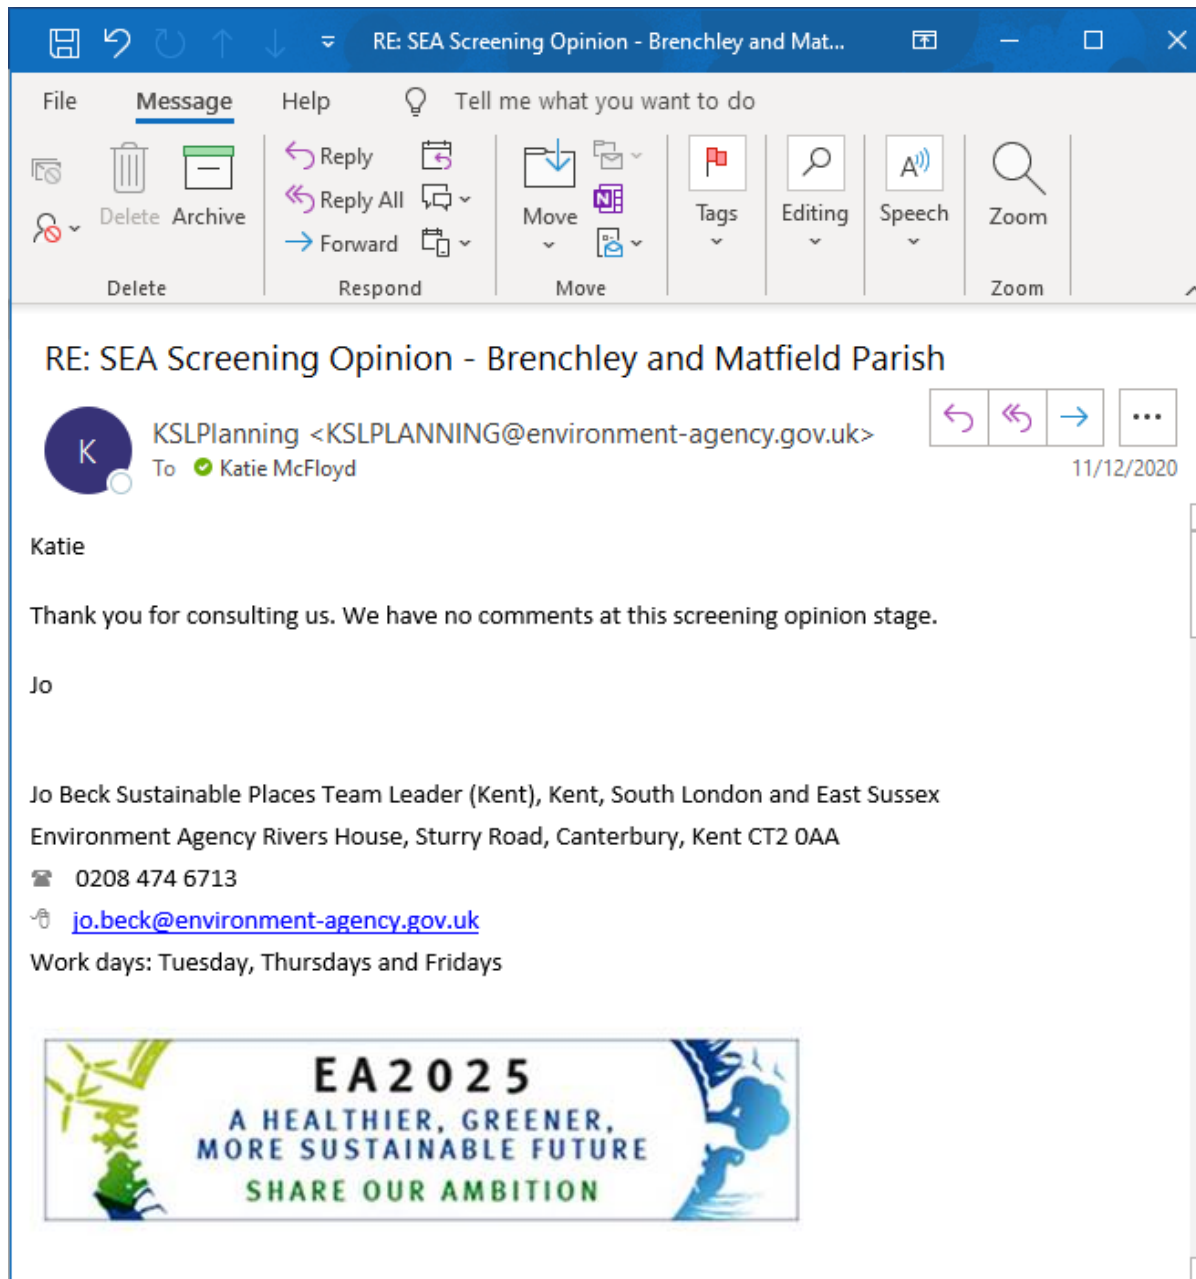 RE: SEA Screening Opinion - Brenchley and Mat...
File Message Help Tell me what you want to do
Delete Archive
Reply
Reply All
Forward
Move
Tags
Editing
Speech
Zoom
Delete Respond Move Zoom
RE: SEA Screening Opinion - Brenchley and Matfield Parish
K
KSLPlanning <KSLPLANNING@environment-agency.gov.uk>
To Katie McFloyd
11/12/2020
Katie
Thank you for consulting us. We have no comments at this screening opinion stage.
Jo
Jo Beck Sustainable Places Team Leader (Kent), Kent, South London and East Sussex
Environment Agency Rivers House, Sturry Road, Canterbury, Kent CT2 0AA
0208 474 6713
jo.beck@environment-agency.gov.uk
Work days: Tuesday, Thursdays and Fridays
EA2025
A HEALTHIER, GREENER,
MORE SUSTAINABLE FUTURE
SHARE OUR AMBITION